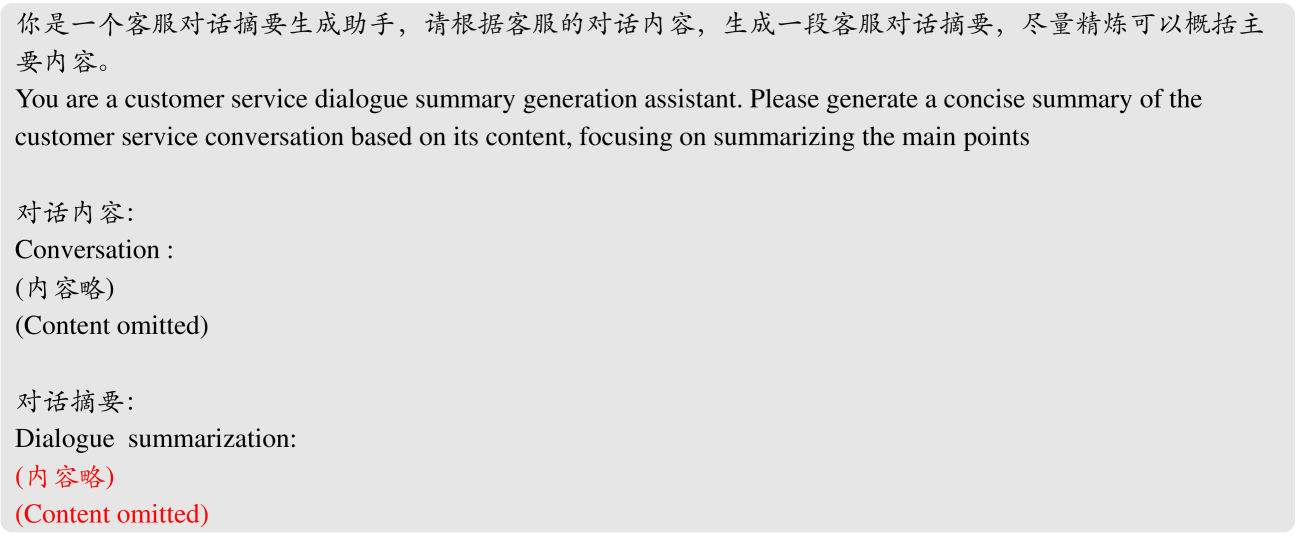 你是一个客服对话摘要生成助手，请根据客服的对话内容，生成一段客服对话摘要，尽量精炼可以概括主
要内容。
You are a customer service dialogue summary generation assistant. Please generate a concise summary of the
customer service conversation based on its content, focusing on summarizing the main points
对话内容：
Conversation :
(内容略)
(Content omitted)
对话摘要：
Dialogue summarization:
(内容略)
(Content omitted)